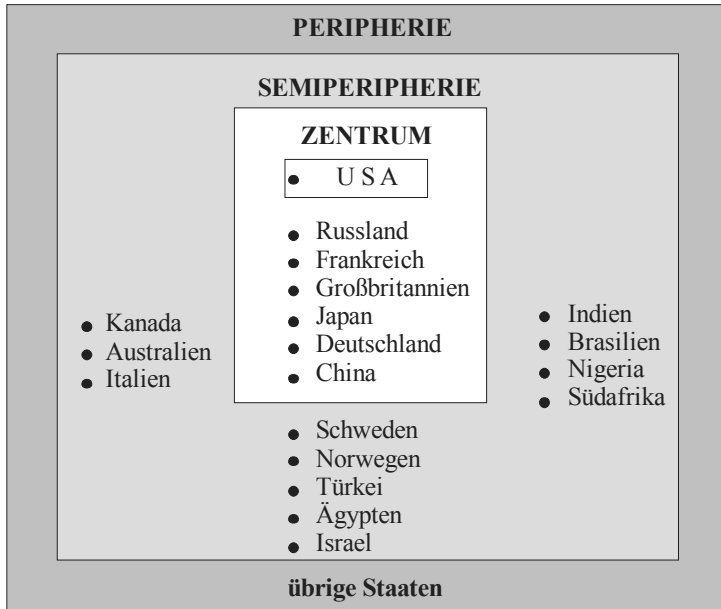 PERIPHERIE
SEMIPERIPHERIE
ZENTRUM
• U S A
• Russland
• Frankreich
• Großbritannien
• Japan
• Deutschland
• China
• Kanada
• Australien
• Italien
• Indien
• Brasilien
• Nigeria
• Südafrika
• Schweden
• Norwegen
• Türkei
• Ägypten
• Israel
übrige Staaten